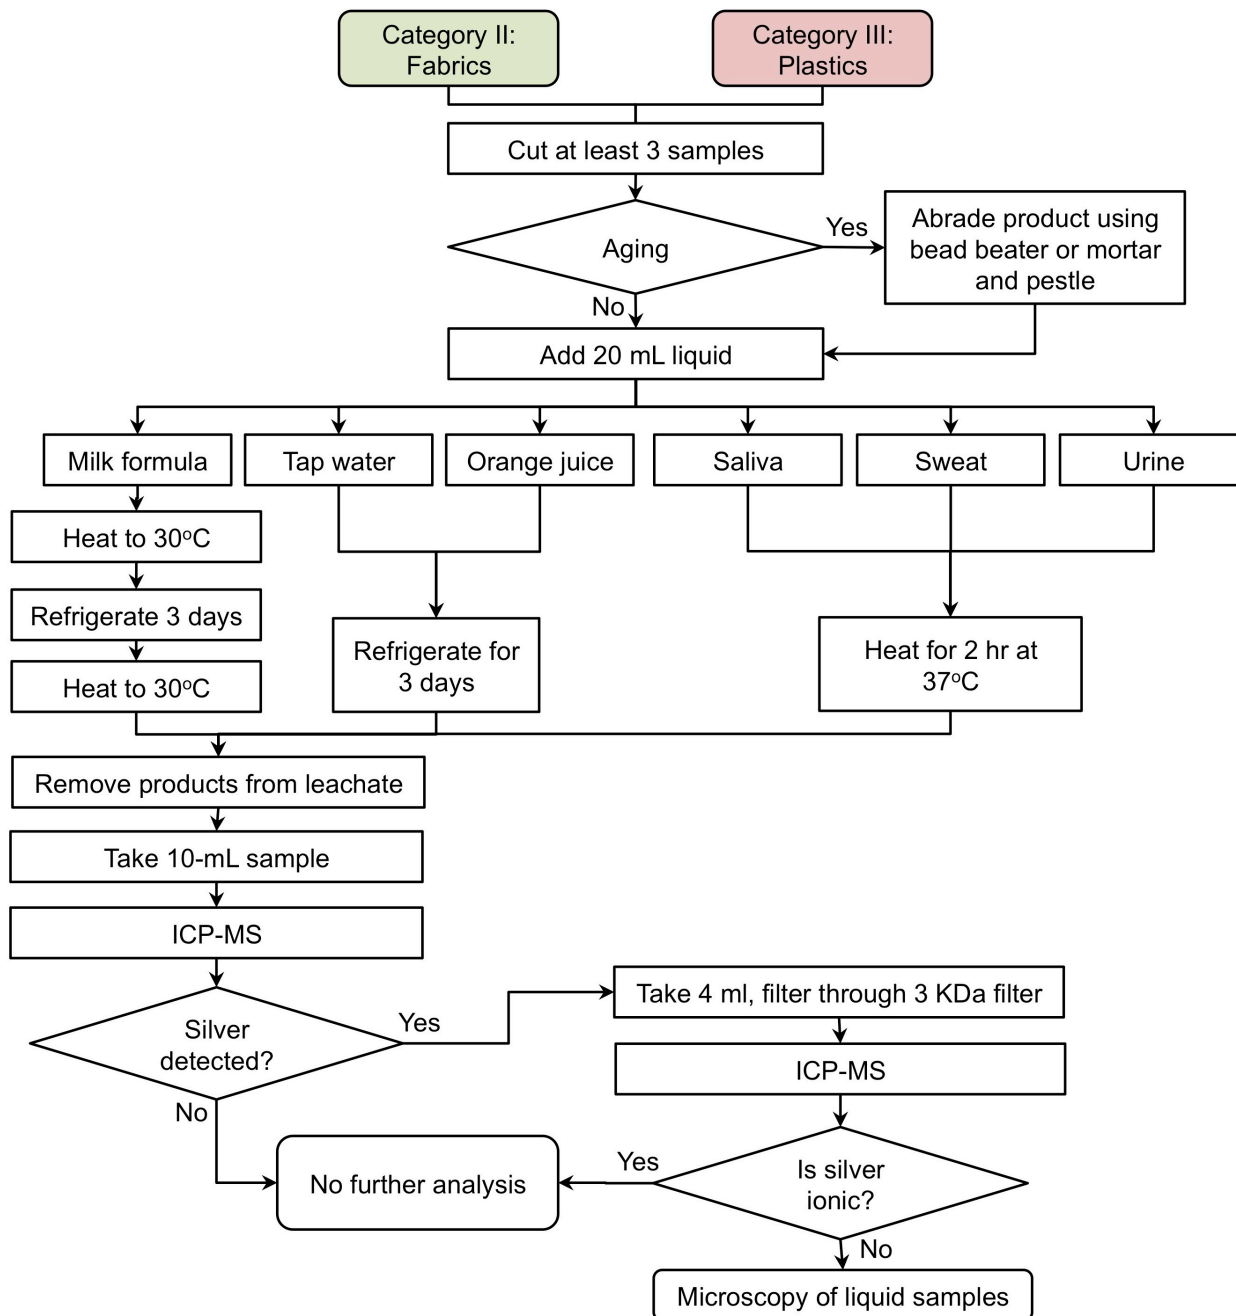 Category II:
Fabrics
Category III:
Plastics
Cut at least 3 samples
Aging
Yes
Abrade product using
bead beater or mortar
and pestle
No
Add 20 mL liquid
Milk formula
Tap water
Orange juice
Saliva
Sweat
Urine
Heat to 30°C
Refrigerate 3 days
Heat to 30°C
Refrigerate for
3 days
Heat for 2 hr at
37°C
Remove products from leachate
Take 10-mL sample
ICP-MS
Silver
detected?
Yes
No
Take 4 ml, filter through 3 KDa filter
ICP-MS
Is silver
ionic?
Yes
No further analysis
No
Microscopy of liquid samples